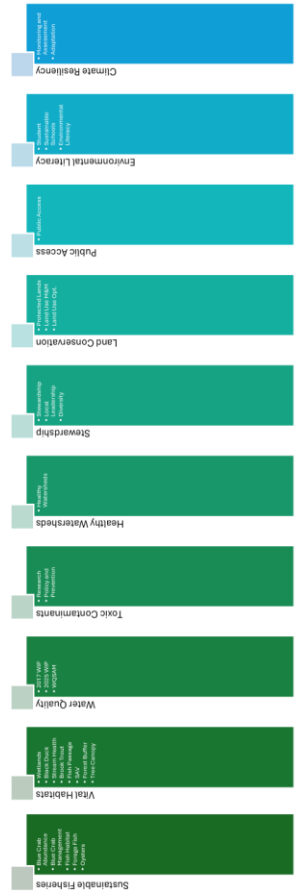 Sustainable Fisheries
• Blue Crab
Abundance
• Blue Crab
Management
• Fish Habitat
• Forage Fish
• Oysters
Vital Habitats
• Wetlands
• Black Duck
• Stream Health
• Brook Trout
• Fish Passage
• SAV
• Forest Buffer
• Tree Canopy
Water Quality
• 2017 WIP
• 2025 WIP
• WQSAM
Toxic Contaminants
• Research
• Policy and
Prevention
Healthy Watersheds
• Healthy
Watersheds
Stewardship
• Stewardship
• Local
Leadership
• Diversity
Land Conservation
• Protected Lands
• Land Use M&M
• Land Use Opt.
Public Access
• Public Access
Environmental Literacy
• Student
• Sustainable
Schools
• Environmental
Literacy
Climate Resiliency
• Monitoring and
Assessment
• Adaptation